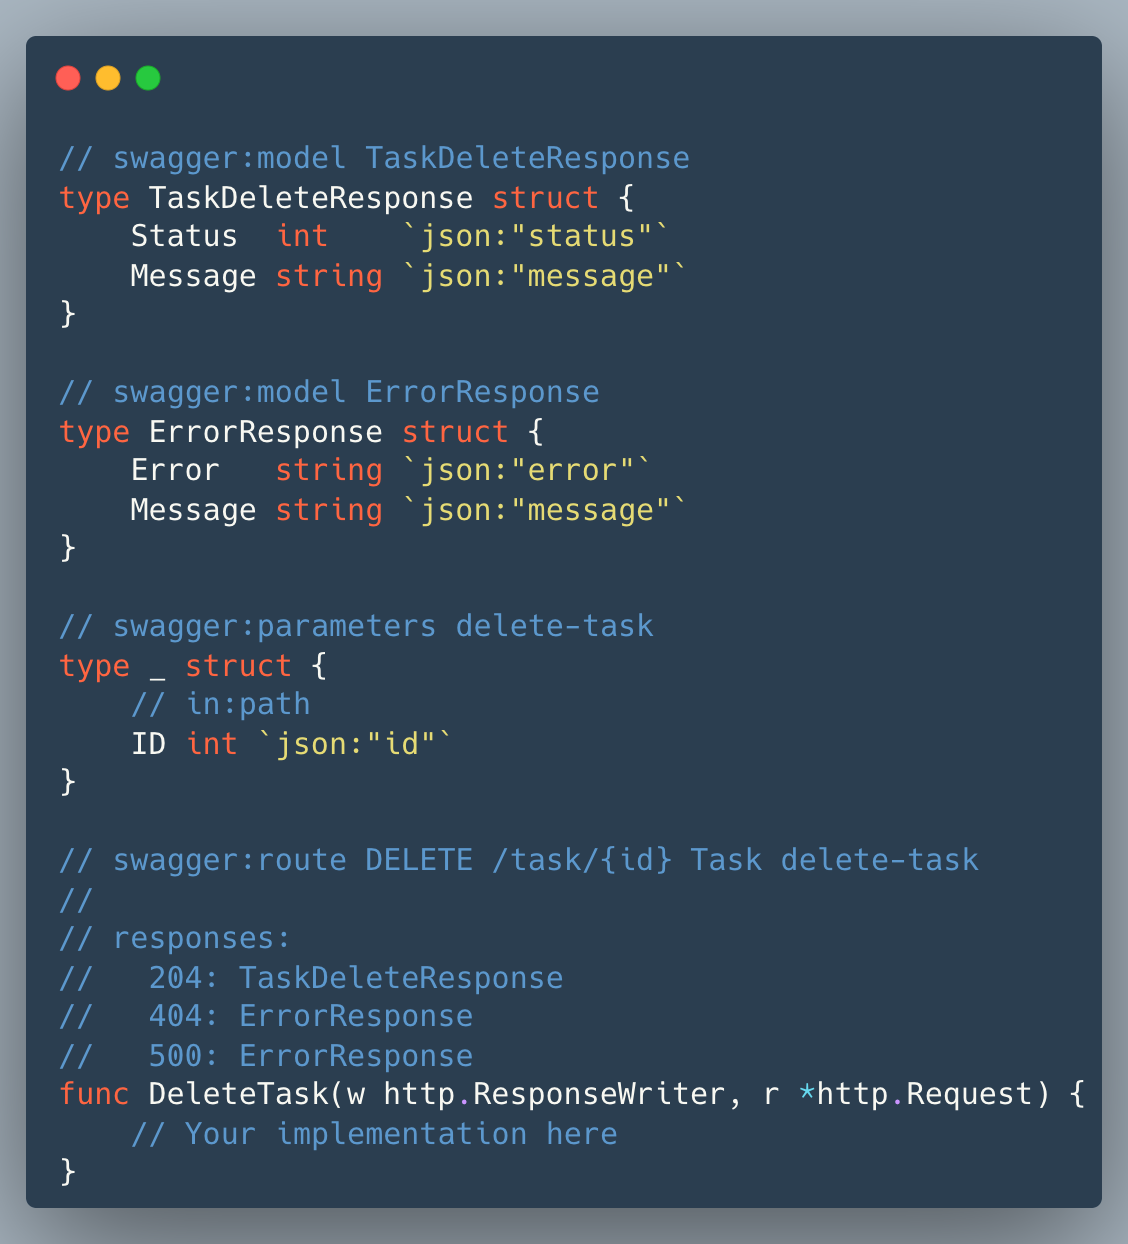 // swagger:model TaskDeleteResponse
type TaskDeleteResponse struct {
    Status  int    `json:"status"`
    Message string `json:"message"`
}

// swagger:model ErrorResponse
type ErrorResponse struct {
    Error   string `json:"error"`
    Message string `json:"message"`
}

// swagger:parameters delete-task
type _ struct {
    // in:path
    ID int `json:"id"`
}

// swagger:route DELETE /task/{id} Task delete-task
//
// responses:
//   204: TaskDeleteResponse
//   404: ErrorResponse
//   500: ErrorResponse
func DeleteTask(w http.ResponseWriter, r *http.Request) {
    // Your implementation here
}